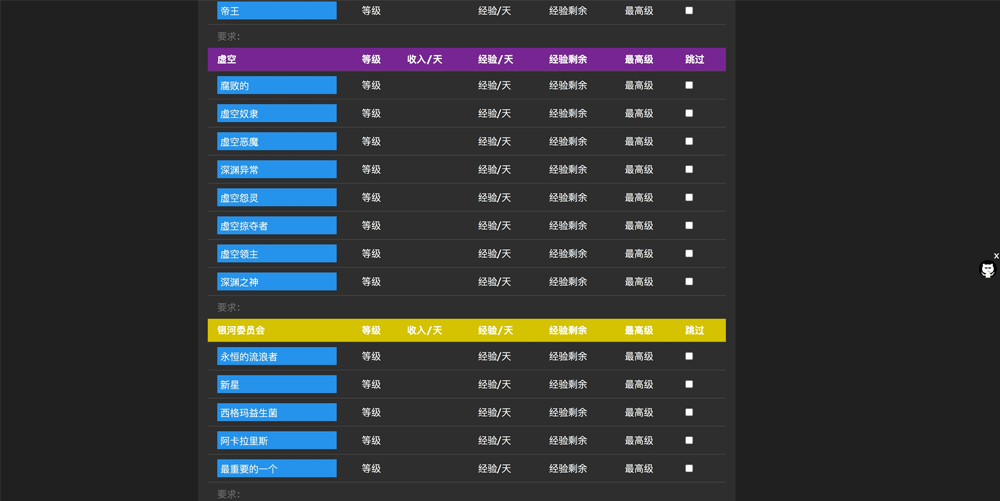 帝王 等级 经验/天 经验剩余 最高级
要求:
虚空 等级 收入/天 经验/天 经验剩余 最高级 跳过
腐败的 等级 经验/天 经验剩余 最高级
虚空奴隶 等级 经验/天 经验剩余 最高级
虚空恶魔 等级 经验/天 经验剩余 最高级
深渊异常 等级 经验/天 经验剩余 最高级
虚空怨灵 等级 经验/天 经验剩余 最高级
虚空掠夺者 等级 经验/天 经验剩余 最高级
虚空领主 等级 经验/天 经验剩余 最高级
深渊之神 等级 经验/天 经验剩余 最高级
要求:
银河委员会 等级 收入/天 经验/天 经验剩余 最高级 跳过
永恒的流浪者 等级 经验/天 经验剩余 最高级
新星 等级 经验/天 经验剩余 最高级
西格玛益生菌 等级 经验/天 经验剩余 最高级
阿卡拉里斯 等级 经验/天 经验剩余 最高级
最重要的一个 等级 经验/天 经验剩余 最高级
要求:
x